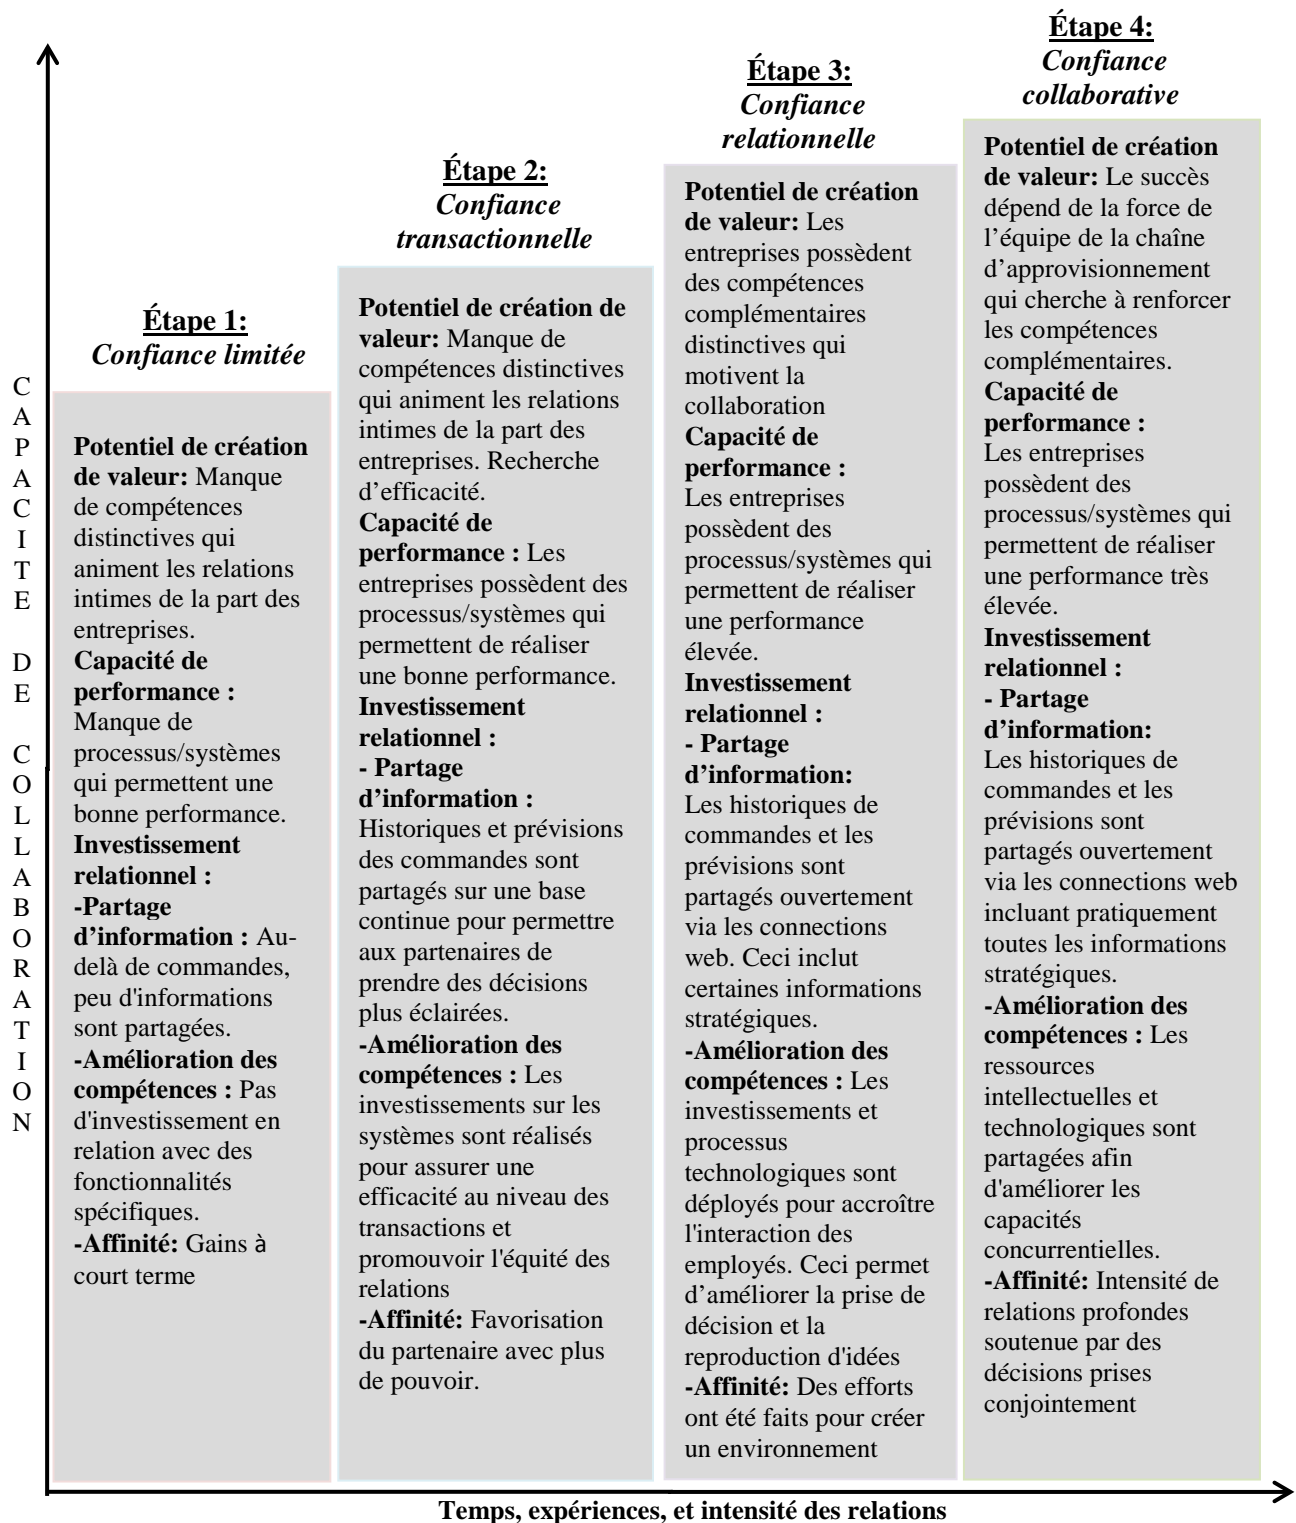 Étape 1:
Confiance limitée
Potentiel de création
de valeur: Manque
de compétences
distinctives qui
animent les relations
intimes de la part des
entreprises.
Capacité de
performance :
Manque de
processus/systèmes
qui permettent une
bonne performance.
Investissement
relationnel :
-Partage
d’information : Au-
delà de commandes,
peu d'informations
sont partagées.
-Amélioration des
compétences : Pas
d'investissement en
relation avec des
fonctionnalités
spécifiques.
-Affinité: Gains à
court terme
Étape 2:
Confiance
transactionnelle
Potentiel de création de
valeur: Manque de
compétences distinctives
qui animent les relations
intimes de la part des
entreprises. Recherche
d’efficacité.
Capacité de
performance : Les
entreprises possèdent des
processus/systèmes qui
permettent de réaliser
une bonne performance.
Investissement
relationnel :
- Partage
d’information :
Historiques et prévisions
des commandes sont
partagés sur une base
continue pour permettre
aux partenaires de
prendre des décisions
plus éclairées.
-Amélioration des
compétences : Les
investissements sur les
systèmes sont réalisés
pour assurer une
efficacité au niveau des
transactions et
promouvoir l'équité des
relations
-Affinité: Favorisation
du partenaire avec plus
de pouvoir.
Étape 3:
Confiance
relationnelle
Potentiel de création
de valeur: Les
entreprises possèdent
des compétences
complémentaires
distinctives qui
motivent la
collaboration
Capacité de
performance :
Les entreprises
possèdent des
processus/systèmes qui
permettent de réaliser
une performance
élevée.
Investissement
relationnel :
- Partage
d’information:
Les historiques de
commandes et les
prévisions sont
partagés ouvertement
via les connections
web. Ceci inclut
certaines informations
stratégiques.
-Amélioration des
compétences : Les
investissements et
processus
technologiques sont
déployés pour accroître
l'interaction des
employés. Ceci permet
d’améliorer la prise de
décision et la
reproduction d'idées
-Affinité: Des efforts
ont été faits pour créer
un environnement
Étape 4:
Confiance
collaborative
Potentiel de création
de valeur: Le succès
dépend de la force de
l’équipe de la chaîne
d’approvisionnement
qui cherche à renforcer
les compétences
complémentaires.
Capacité de
performance :
Les entreprises
possèdent des
processus/systèmes qui
permettent de réaliser
une performance très
élevée.
Investissement
relationnel :
- Partage
d’information:
Les historiques de
commandes et les
prévisions sont
partagés ouvertement
via les connections web
incluant pratiquement
toutes les informations
stratégiques.
-Amélioration des
compétences : Les
ressources
intellectuelles et
technologiques sont
partagées afin
d'améliorer les
capacités
concurrentielles.
-Affinité: Intensité de
relations profondes
soutenue par des
décisions prises
conjointement
CAPACITE DE COLLABORATION
Temps, expériences, et intensité des relations